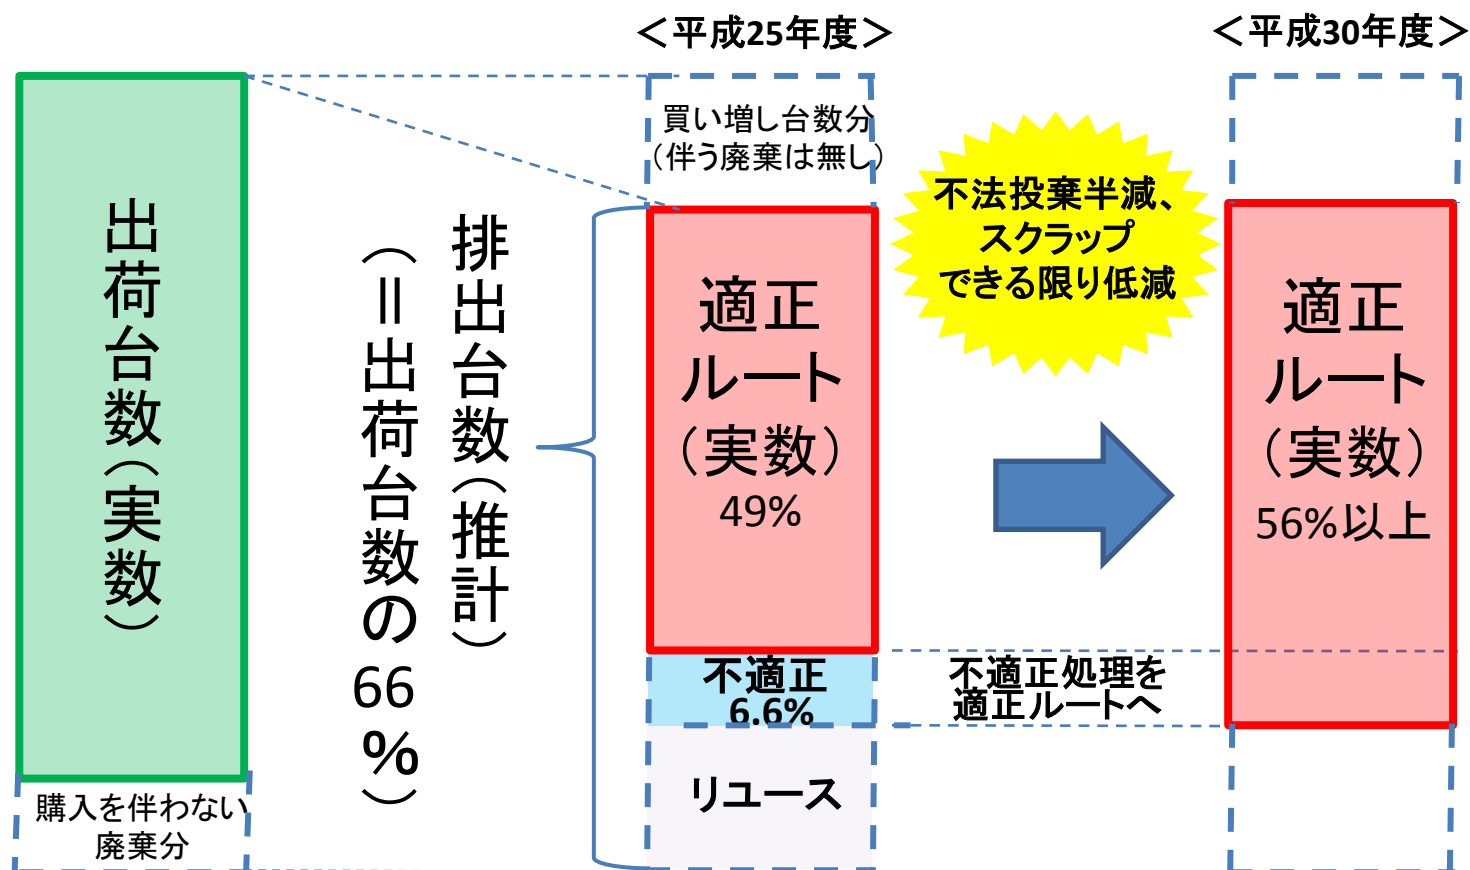 ＜平成25年度＞
＜平成30年度＞
出荷台数（実数）
購入を伴わない
廃棄分
排出台数（推計）
（＝出荷台数の66％）
買い増し台数分
（伴う廃棄は無し）
適正
ルート
（実数）
49%
不適正
6.6%
リユース
不法投棄半減、
スクラップ
できる限り低減
不適正処理を
適正ルートへ
適正
ルート
（実数）
56%以上